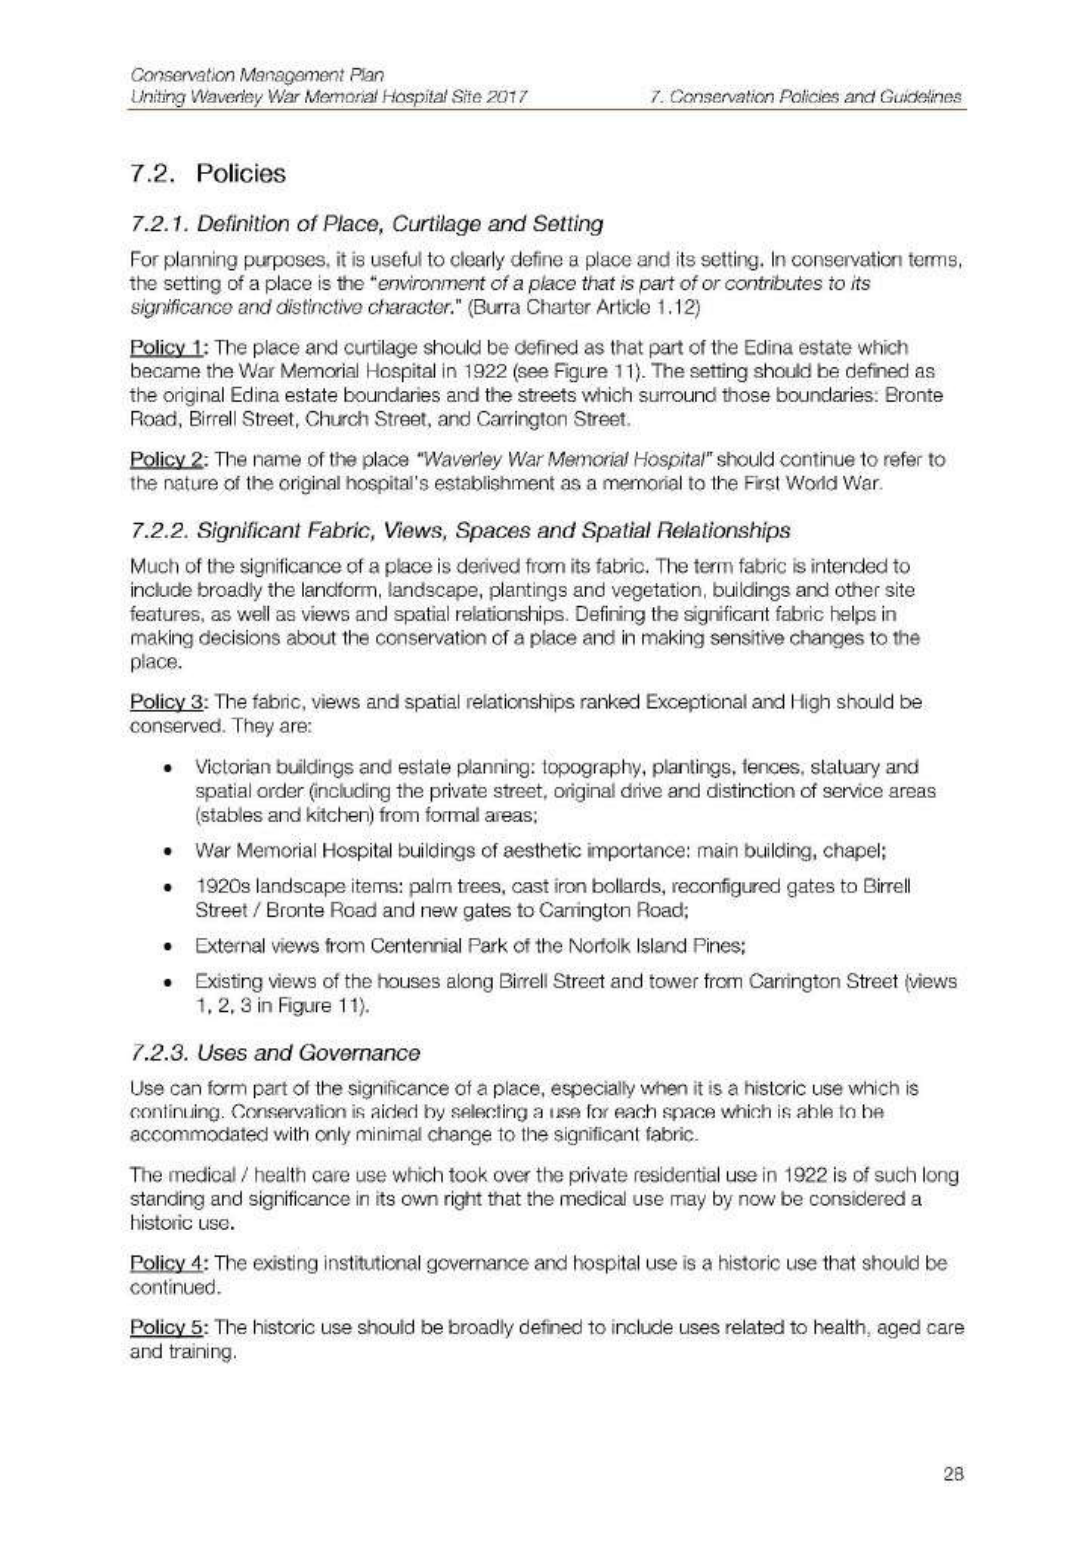 Conservation Management Plan
Uniting Waverley War Memorial Hospital Site 2017 7. Conservation Policies and Guidelines
7.2. Policies
7.2.1. Definition of Place, Curtilage and Setting
For planning purposes, it is useful to clearly define a place and its setting. In conservation terms,
the setting of a place is the "environment of a place that is part of or contributes to its
significance and distinctive character." (Burra Charter Article 1.12)
Policy 1: The place and curtilage should be defined as that part of the Edina estate which
became the War Memorial Hospital in 1922 (see Figure 11). The setting should be defined as
the original Edina estate boundaries and the streets which surround those boundaries: Bronte
Road, Birrell Street, Church Street, and Carrington Street.
Policy 2: The name of the place "Waverley War Memorial Hospital" should continue to refer to
the nature of the original hospital's establishment as a memorial to the First World War.
7.2.2. Significant Fabric, Views, Spaces and Spatial Relationships
Much of the significance of a place is derived from its fabric. The term fabric is intended to
include broadly the landform, landscape, plantings and vegetation, buildings and other site
features, as well as views and spatial relationships. Defining the significant fabric helps in
making decisions about the conservation of a place and in making sensitive changes to the
place.
Policy 3: The fabric, views and spatial relationships ranked Exceptional and High should be
conserved. They are:
• Victorian buildings and estate planning: topography, plantings, fences, statuary and
spatial order (including the private street, original drive and distinction of service areas
(stables and kitchen) from formal areas;
• War Memorial Hospital buildings of aesthetic importance: main building, chapel;
• 1920s landscape items: palm trees, cast iron bollards, reconfigured gates to Birrell
Street / Bronte Road and new gates to Carrington Road;
• External views from Centennial Park of the Norfolk Island Pines;
• Existing views of the houses along Birrell Street and tower from Carrington Street (views
1, 2, 3 in Figure 11).
7.2.3. Uses and Governance
Use can form part of the significance of a place, especially when it is a historic use which is
continuing. Conservation is aided by selecting a use for each space which is able to be
accommodated with only minimal change to the significant fabric.
The medical / health care use which took over the private residential use in 1922 is of such long
standing and significance in its own right that the medical use may by now be considered a
historic use.
Policy 4: The existing institutional governance and hospital use is a historic use that should be
continued.
Policy 5: The historic use should be broadly defined to include uses related to health, aged care
and training.
28